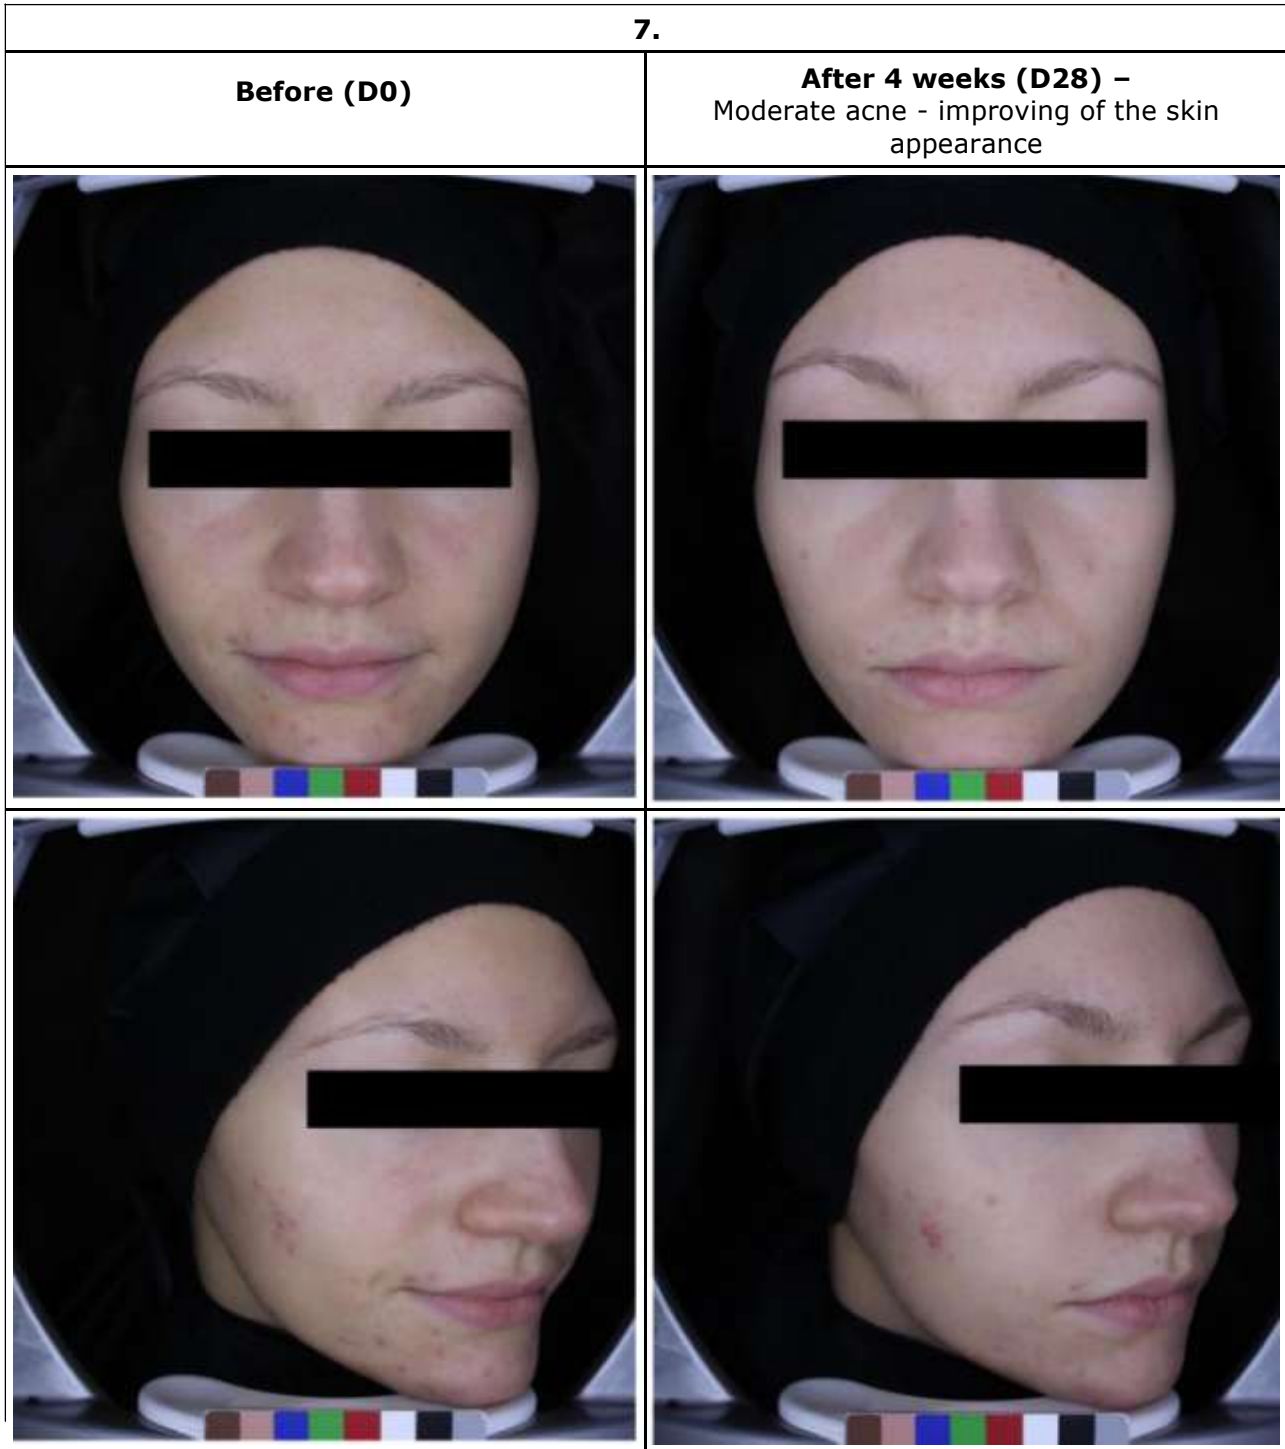 7.
Before (D0)
After 4 weeks (D28) –
Moderate acne - improving of the skin
appearance